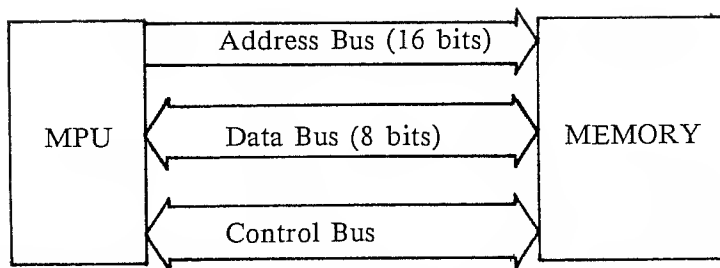 Address Bus (16 bits)
MPU
Data Bus (8 bits)
MEMORY
Control Bus